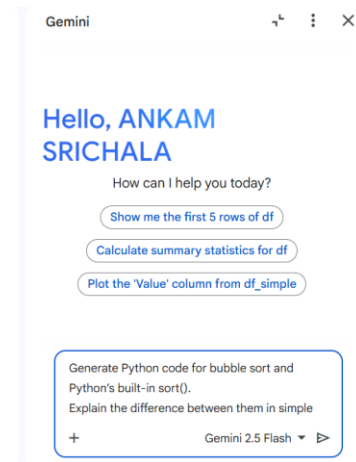 Gemini
Hello, ANKAM
SRICHALA
How can I help you today?
Show me the first 5 rows of df
Calculate summary statistics for df
Plot the 'Value' column from df_simple
Generate Python code for bubble sort and
Python's built-in sort().
Explain the difference between them in simple
Gemini 2.5 Flash